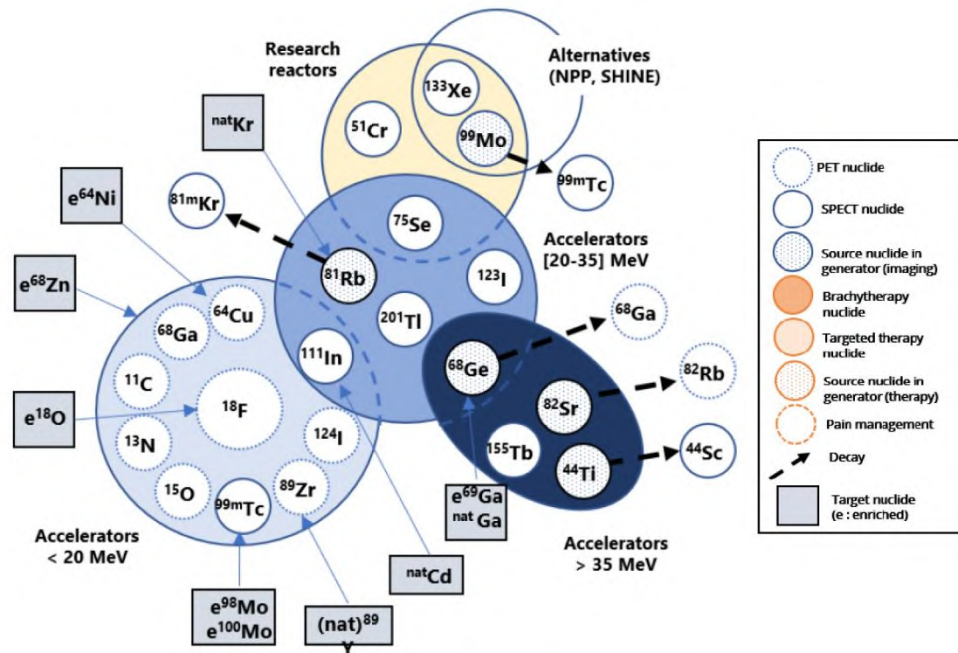 Research
reactors
Alternatives
(NPP, SHINE)
¹³³Xe
⁵¹Cr
⁹⁹Mo
⁹⁹ᵐTc
ⁿᵃᵗKr
e⁶⁴Ni
⁸¹ᵐKr
⁷⁵Se
Accelerators
[20-35] MeV
⁸¹Rb
¹²³I
²⁰¹Tl
e⁶⁸Zn
⁶⁴Cu
⁶⁸Ga
¹¹¹In
⁶⁸Ga
⁶⁸Ge
⁸²Rb
¹¹C
¹⁸F
e¹⁸O
⁸²Sr
¹³N
¹²⁴I
¹⁵⁵Tb
⁴⁴Ti
⁴⁴Sc
¹⁵O
⁹⁹ᵐTc
⁸⁹Zr
e⁶⁹Ga
ⁿᵃᵗ Ga
Accelerators
< 20 MeV
Accelerators
> 35 MeV
ⁿᵃᵗCd
e⁹⁸Mo
e¹⁰⁰Mo
(nat)⁸⁹
Y
PET nuclide
SPECT nuclide
Source nuclide in
generator (imaging)
Brachytherapy
nuclide
Targeted therapy
nuclide
Source nuclide in
generator (therapy)
Pain management
Decay
Target nuclide
(e : enriched)